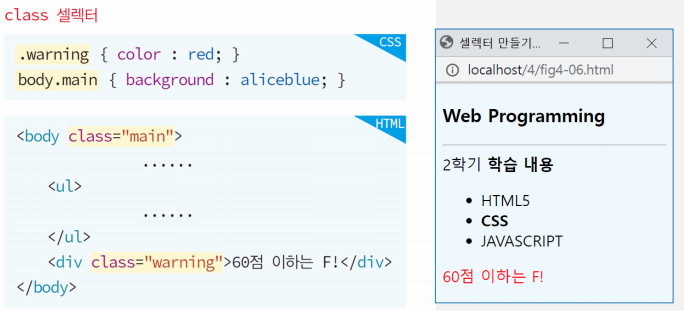 class 셀렉터
CSS
.warning { color : red; }
body.main { background : aliceblue; }
HTML
<body class="main">
......
<ul>
......
</ul>
<div class="warning">60점 이하는 F!</div>
</body>
셀렉터 만들기...
localhost/4/fig4-06.html
Web Programming
2학기 학습 내용
• HTML5
• CSS
• JAVASCRIPT
60점 이하는 F!